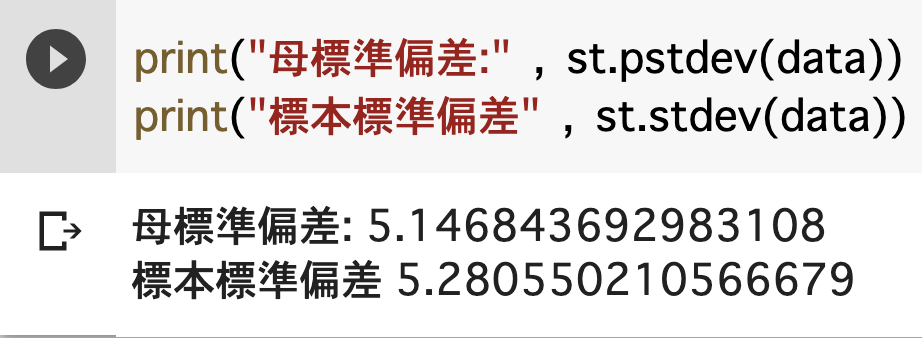 print("母標準偏差:" , st.pstdev(data))
print("標本標準偏差" , st.stdev(data))
母標準偏差: 5.146843692983108
標本標準偏差 5.280550210566679